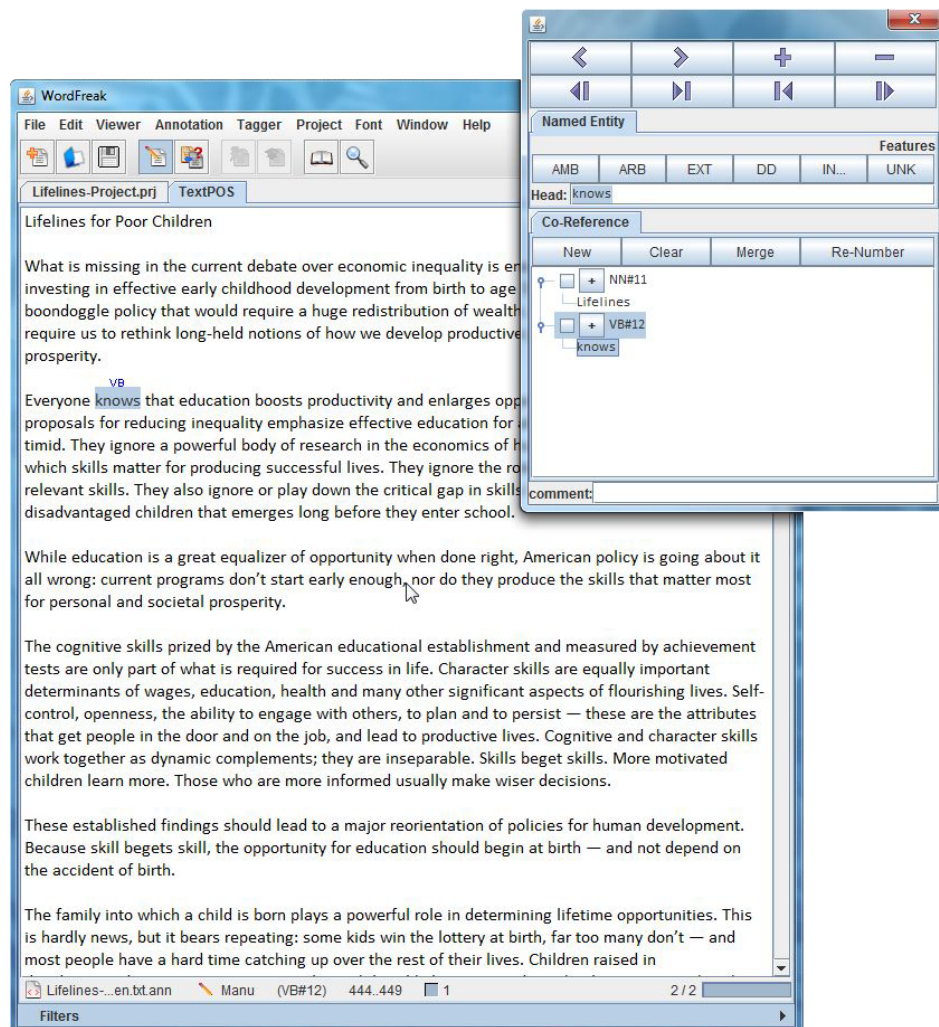 WordFreak
File Edit Viewer Annotation Tagger Project Font Window Help
Lifelines-Project.prj TextPOS
Lifelines for Poor Children
What is missing in the current debate over economic inequality is
investing in effective early childhood development from birth to age
boondoggle policy that would require a huge redistribution of wealth
require us to rethink long-held notions of how we develop productive
prosperity.
VB
Everyone knows that education boosts productivity and enlarges
proposals for reducing inequality emphasize effective education for
timid. They ignore a powerful body of research in the economics of
which skills matter for producing successful lives. They ignore the
relevant skills. They also ignore or play down the critical gap in skills
disadvantaged children that emerges long before they enter school.
While education is a great equalizer of opportunity when done right, American policy is going about it
all wrong: current programs don’t start early enough, nor do they produce the skills that matter most
for personal and societal prosperity.
The cognitive skills prized by the American educational establishment and measured by achievement
tests are only part of what is required for success in life. Character skills are equally important
determinants of wages, education, health and many other significant aspects of flourishing lives. Self-
control, openness, the ability to engage with others, to plan and to persist — these are the attributes
that get people in the door and on the job, and lead to productive lives. Cognitive and character skills
work together as dynamic complements; they are inseparable. Skills beget skills. More motivated
children learn more. Those who are more informed usually make wiser decisions.
These established findings should lead to a major reorientation of policies for human development.
Because skill begets skill, the opportunity for education should begin at birth — and not depend on
the accident of birth.
The family into which a child is born plays a powerful role in determining lifetime opportunities. This
is hardly news, but it bears repeating: some kids win the lottery at birth, far too many don’t — and
most people have a hard time catching up over the rest of their lives. Children raised in
Lifelines-...en.txt.ann Manu (VB#12) 444..449 1 2 / 2
Filters
Named Entity
Features
AMB ARB EXT DD IN... UNK
Head: knows
Co-Reference
New Clear Merge Re-Number
+ NN#11
Lifelines
+ VB#12
knows
comment: